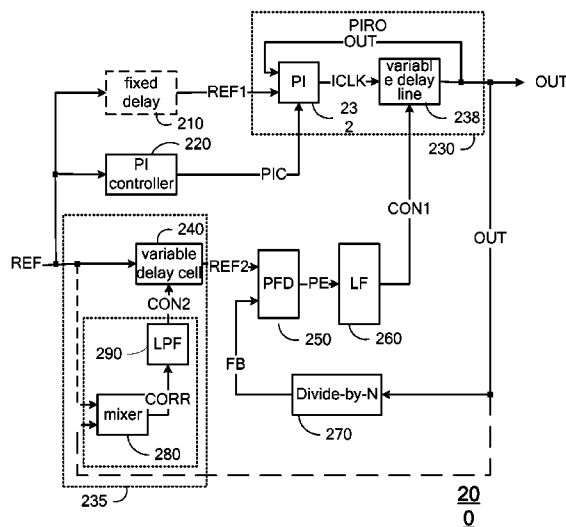 PIRO
OUT
fixed
delay
REF1
PI
ICLK
variabl
e delay
line
OUT
210
23
2
238
220
230
PI
controller
PIC
CON1
240
OUT
REF
variable
delay cell
REF2
PFD
PE
LF
CON2
290
LPF
250
260
FB
CORR
Divide-by-N
mixer
280
270
235
20
0